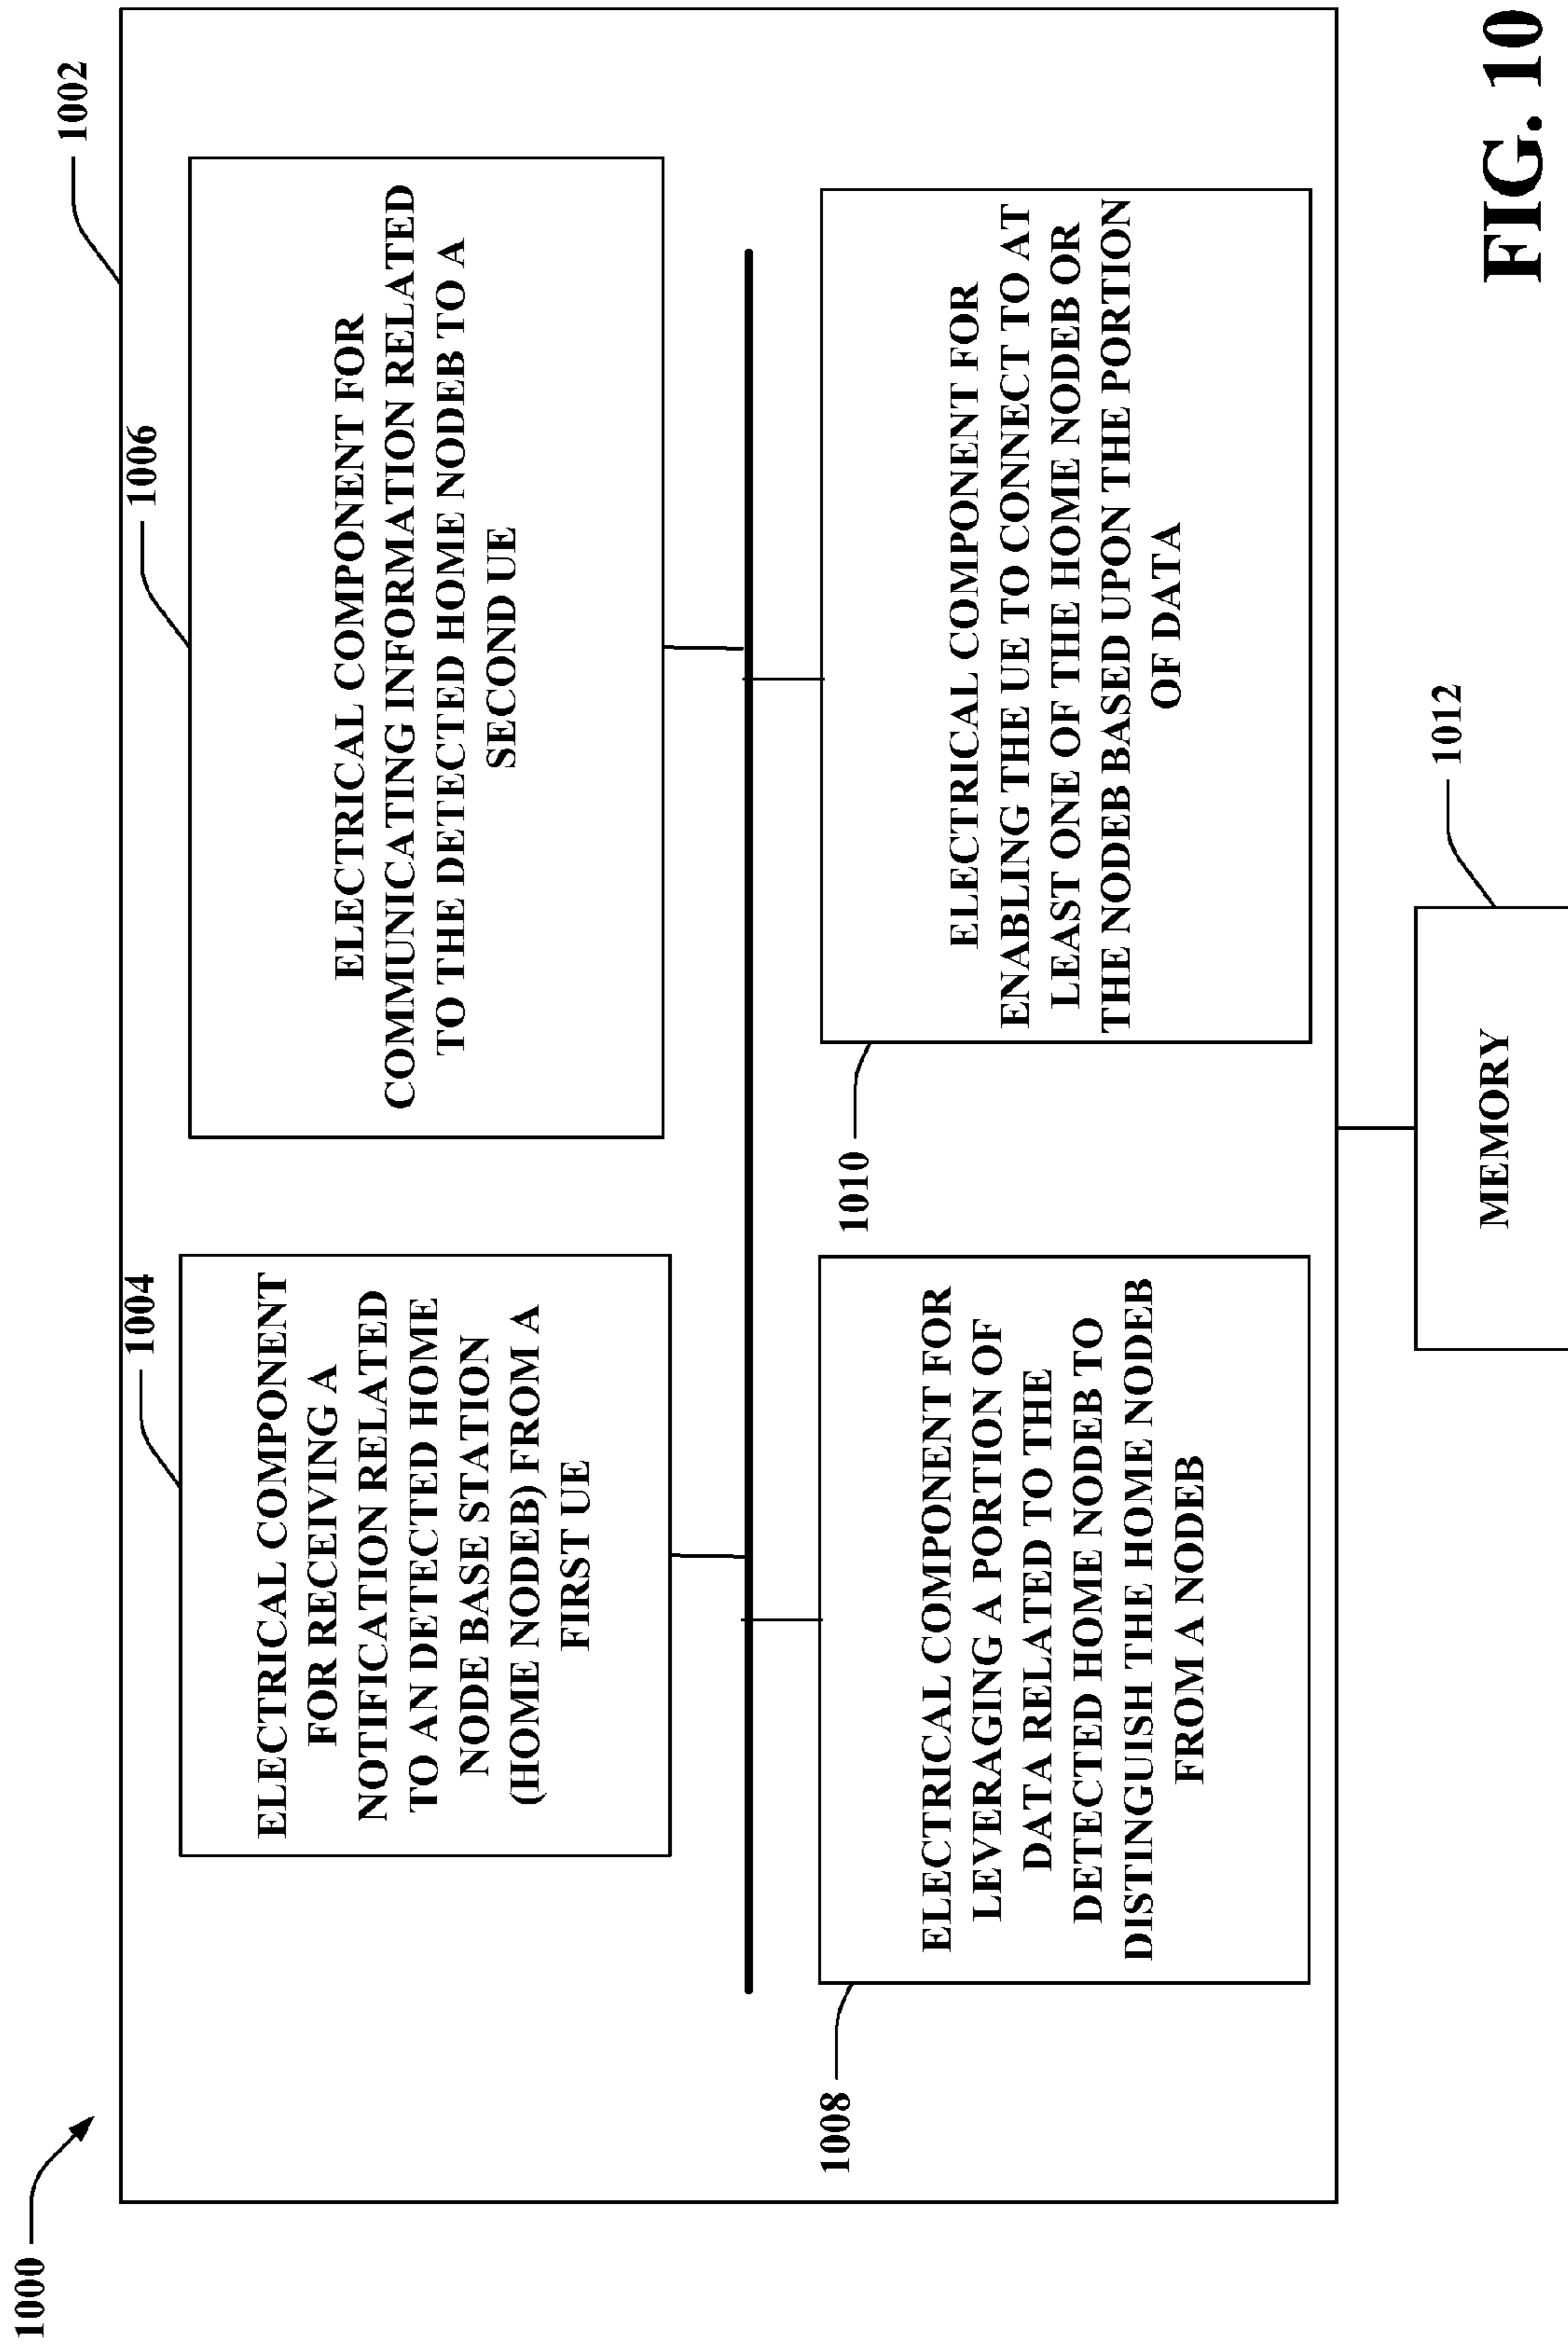 1000
1002
1004
ELECTRICAL COMPONENT
FOR RECEIVING A
NOTIFICATION RELATED
TO AN DETECTED HOME
NODE BASE STATION
(HOME NODEB) FROM A
FIRST UE
1006
ELECTRICAL COMPONENT FOR
COMMUNICATING INFORMATION RELATED
TO THE DETECTED HOME NODEB TO A
SECOND UE
1008
ELECTRICAL COMPONENT FOR
LEVERAGING A PORTION OF
DATA RELATED TO THE
DETECTED HOME NODEB TO
DISTINGUISH THE HOME NODEB
FROM A NODEB
1010
ELECTRICAL COMPONENT FOR
ENABLING THE UE TO CONNECT TO AT
LEAST ONE OF THE HOME NODEB OR
THE NODEB BASED UPON THE PORTION
OF DATA
1012
MEMORY
FIG. 10